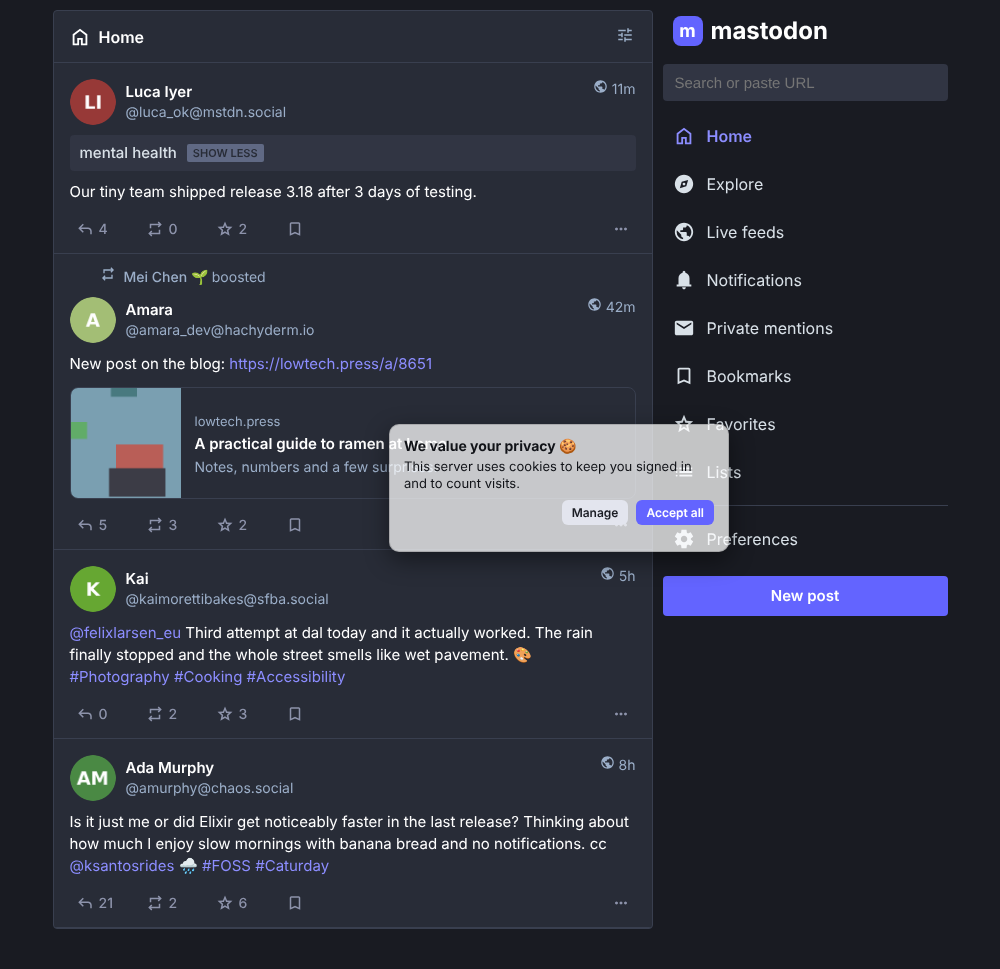 Home
LI
Luca Iyer
11m
@luca_ok@mstdn.social
mental health SHOW LESS
Our tiny team shipped release 3.18 after 3 days of testing.
4 0 2
Mei Chen 🌱 boosted
A
Amara
42m
@amara_dev@hachyderm.io
New post on the blog: https://lowtech.press/a/8651
lowtech.press
A practical guide to ramen at
Notes, numbers and a few
5 3 2
K
Kai
5h
@kaimorettibakes@sfba.social
@felixlarsen_eu Third attempt at dal today and it actually worked. The rain
finally stopped and the whole street smells like wet pavement. 🎨
#Photography #Cooking #Accessibility
0 2 3
AM
Ada Murphy
8h
@amurphy@chaos.social
Is it just me or did Elixir get noticeably faster in the last release? Thinking about
how much I enjoy slow mornings with banana bread and no notifications. cc
@ksantosrides 🌧️ #FOSS #Caturday
21 2 6
We value your privacy 🍪
This server uses cookies to keep you signed in
and to count visits.
Manage Accept all
m mastodon
Search or paste URL
Home
Explore
Live feeds
Notifications
Private mentions
Bookmarks
Favorites
Lists
Preferences
New post